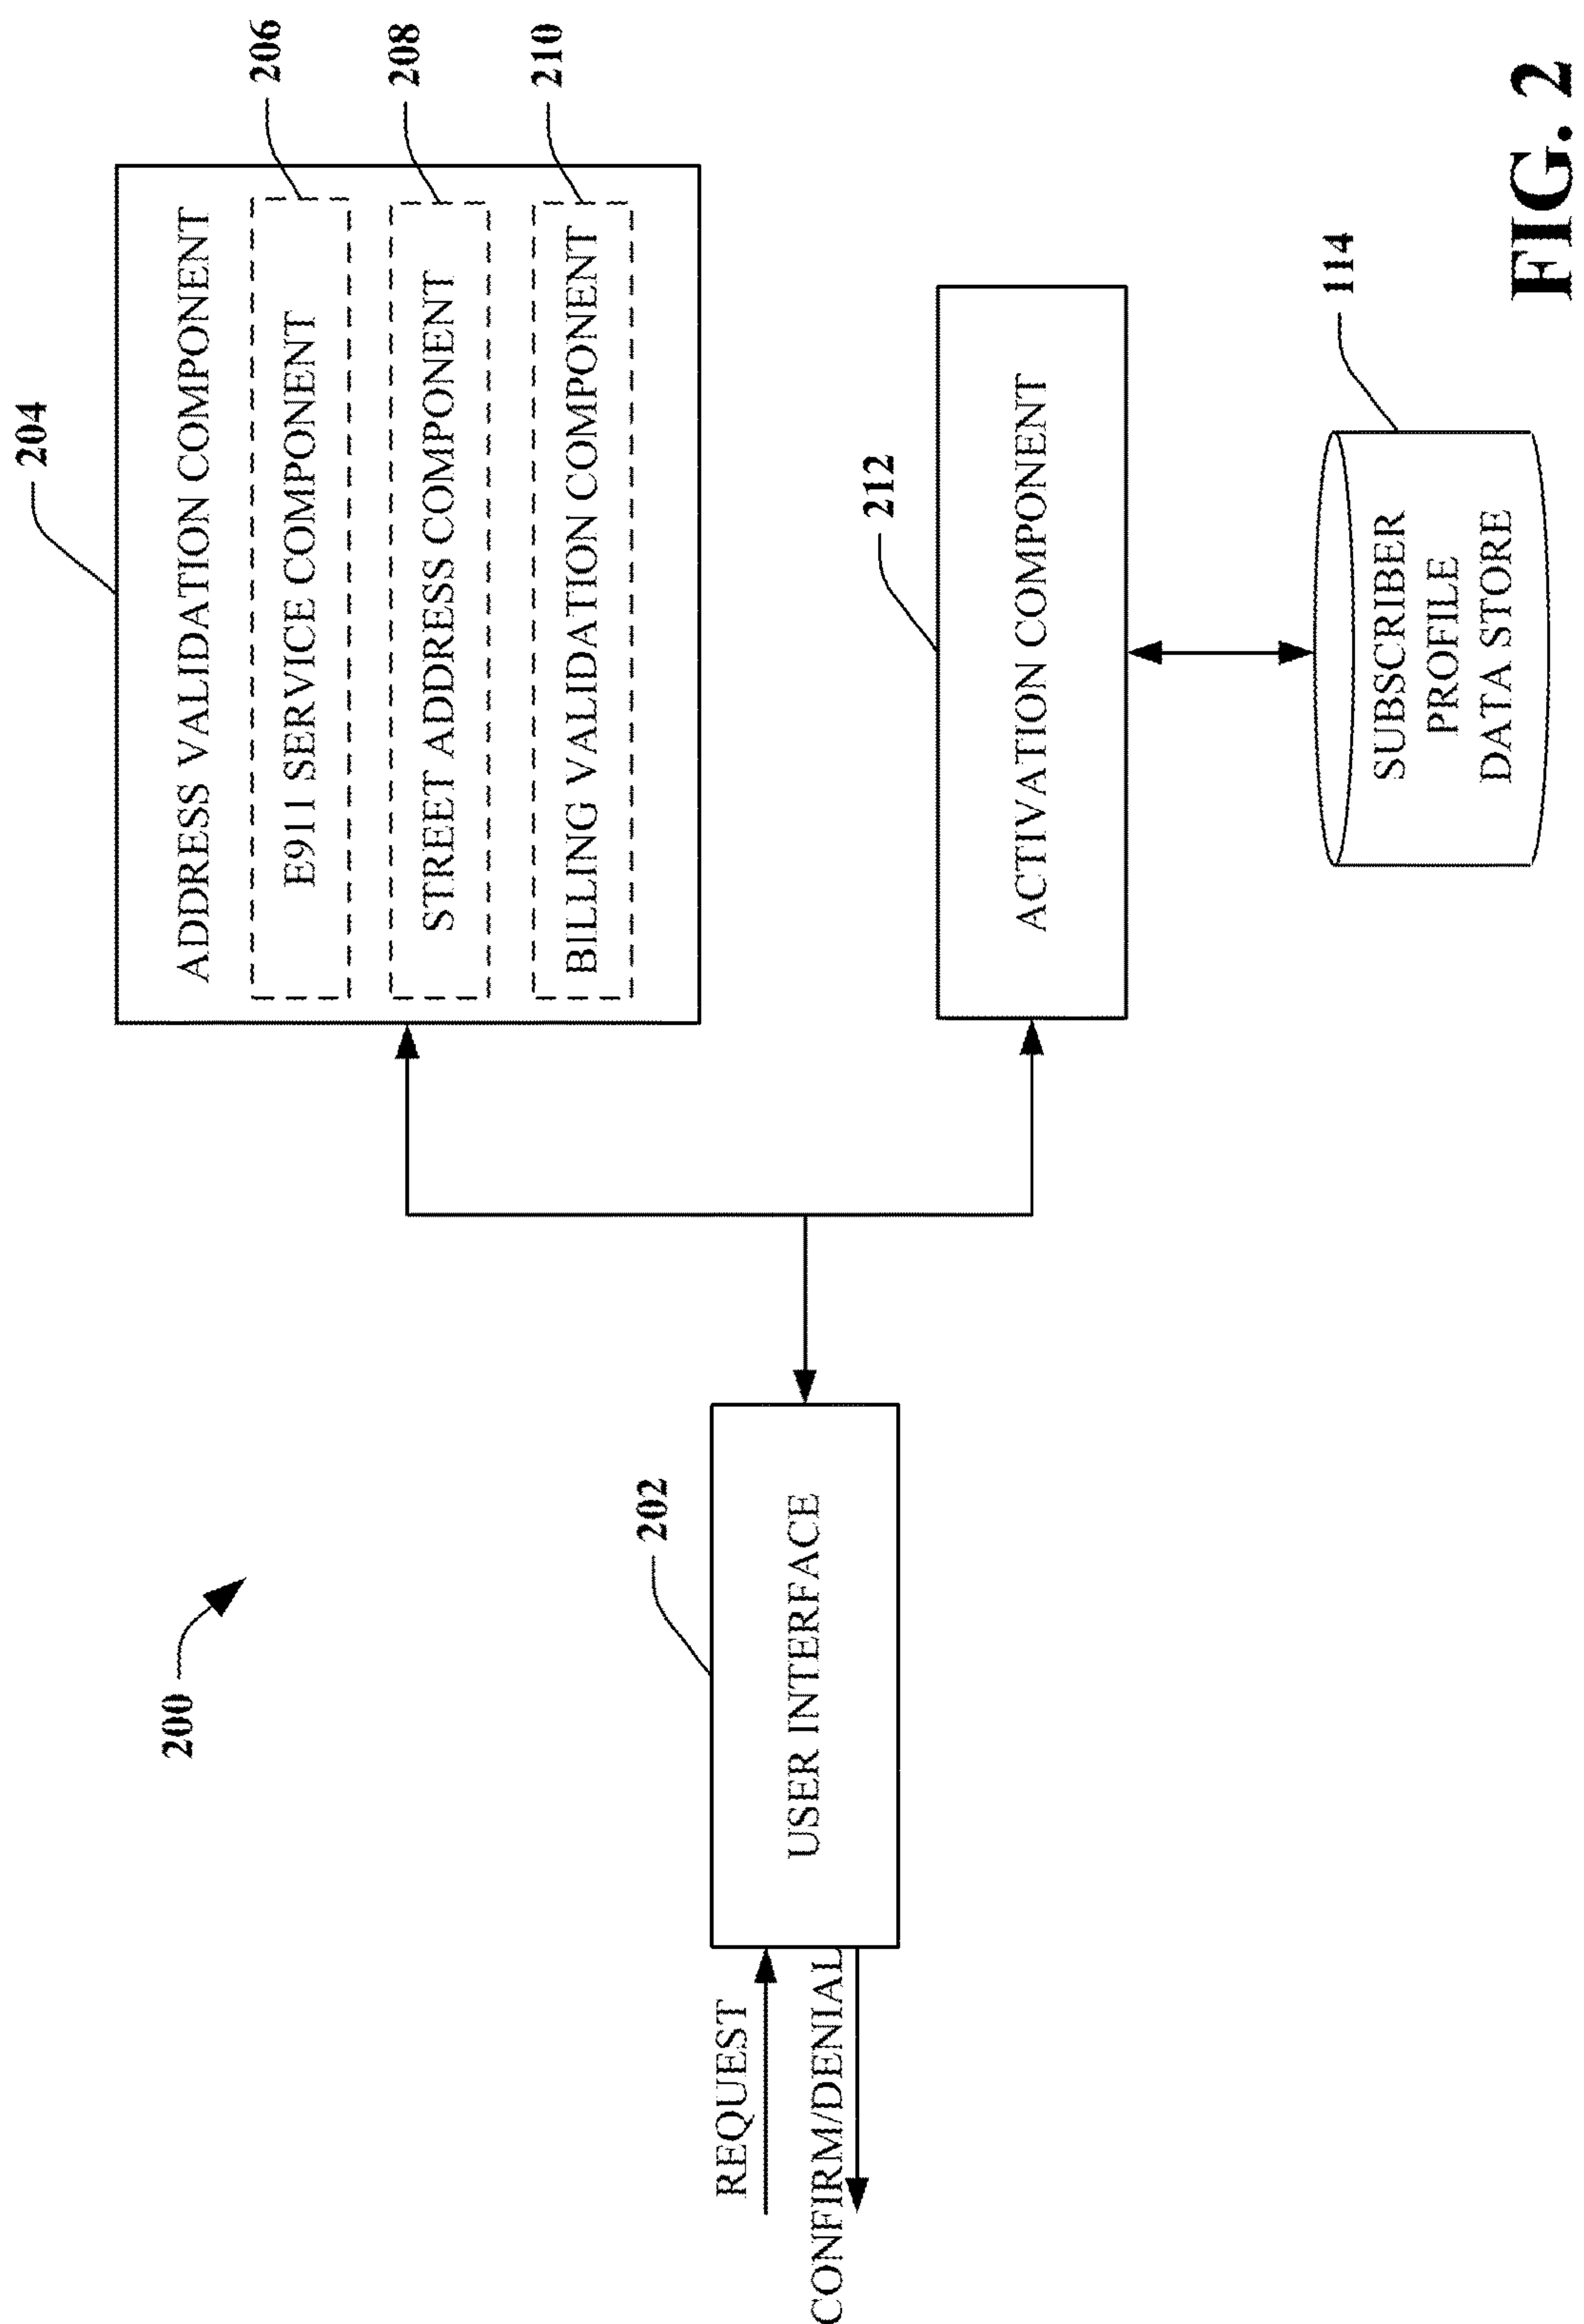 200
204
ADDRESS VALIDATION COMPONENT
E911 SERVICE COMPONENT
206
STREET ADDRESS COMPONENT
208
BILLING VALIDATION COMPONENT
210
202
REQUEST
USER INTERFACE
CONFIRM/DENIAL
212
ACTIVATION COMPONENT
114
SUBSCRIBER
PROFILE
DATA STORE
FIG. 2